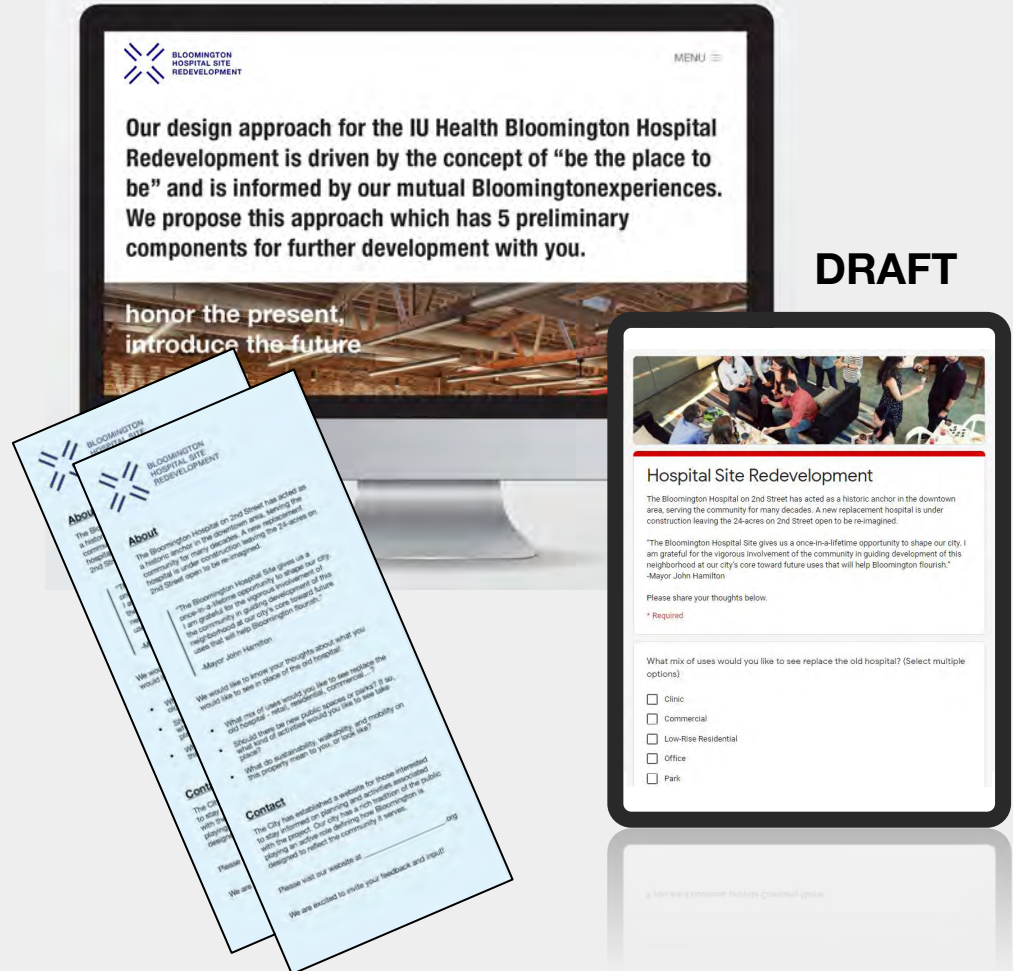 BLOOMINGTON
HOSPITAL SITE
REDEVELOPMENT
MENU
Our design approach for the IU Health Bloomington Hospital
Redevelopment is driven by the concept of “be the place to
be” and is informed by our mutual Bloomingtonexperiences.
We propose this approach which has 5 preliminary
components for further development with you.
honor the present,
introduce the future
DRAFT
Hospital Site Redevelopment
The Bloomington Hospital on 2nd Street has acted as a historic anchor in the downtown
area, serving the community for many decades. A new replacement hospital is under
construction leaving the 24-acres on 2nd Street open to be re-imagined.
"The Bloomington Hospital Site gives us a once-in-a-lifetime opportunity to shape our city. I
am grateful for the vigorous involvement of the community in guiding development of this
neighborhood at our city's core toward future uses that will help Bloomington flourish."
-Mayor John Hamilton
Please share your thoughts below.
* Required
What mix of uses would you like to see replace the old hospital? (Select multiple
options)
Clinic
Commercial
Low-Rise Residential
Office
Park
BLOOMINGTON
HOSPITAL SITE
BLOOMINGTON
HOSPITAL SITE
REDEVELOPMENT
About
The Bloomington Hospital on 2nd Street has acted as
a historic anchor in the downtown area, serving the
community for many decades. A new replacement
hospital is under construction leaving the 24-acres on
2nd Street open to be re-imagined.
"The Bloomington Hospital Site gives us a
once-in-a-lifetime opportunity to shape our city.
I am grateful for the vigorous involvement of
the community in guiding development of this
neighborhood at our city's core toward future
uses that will help Bloomington flourish."
-Mayor John Hamilton
We would like to know your thoughts about what you
would like to see in place of the old hospital!
• What mix of uses would you like to see replace the
old hospital - retail, residential, commercial...?
• Should there be new public spaces or parks? If so,
what kind of activities would you like to see take
place?
• What do sustainability, walkability, and mobility on
this property mean to you, or look like?
Contact
The City has established a website for those interested
to stay informed on planning and activities associated
with the project. Our city has a rich tradition of the public
playing an active role defining how Bloomington is
designed to reflect the community it serves.
Please visit our website at ______________.org
We are excited to invite your feedback and input!